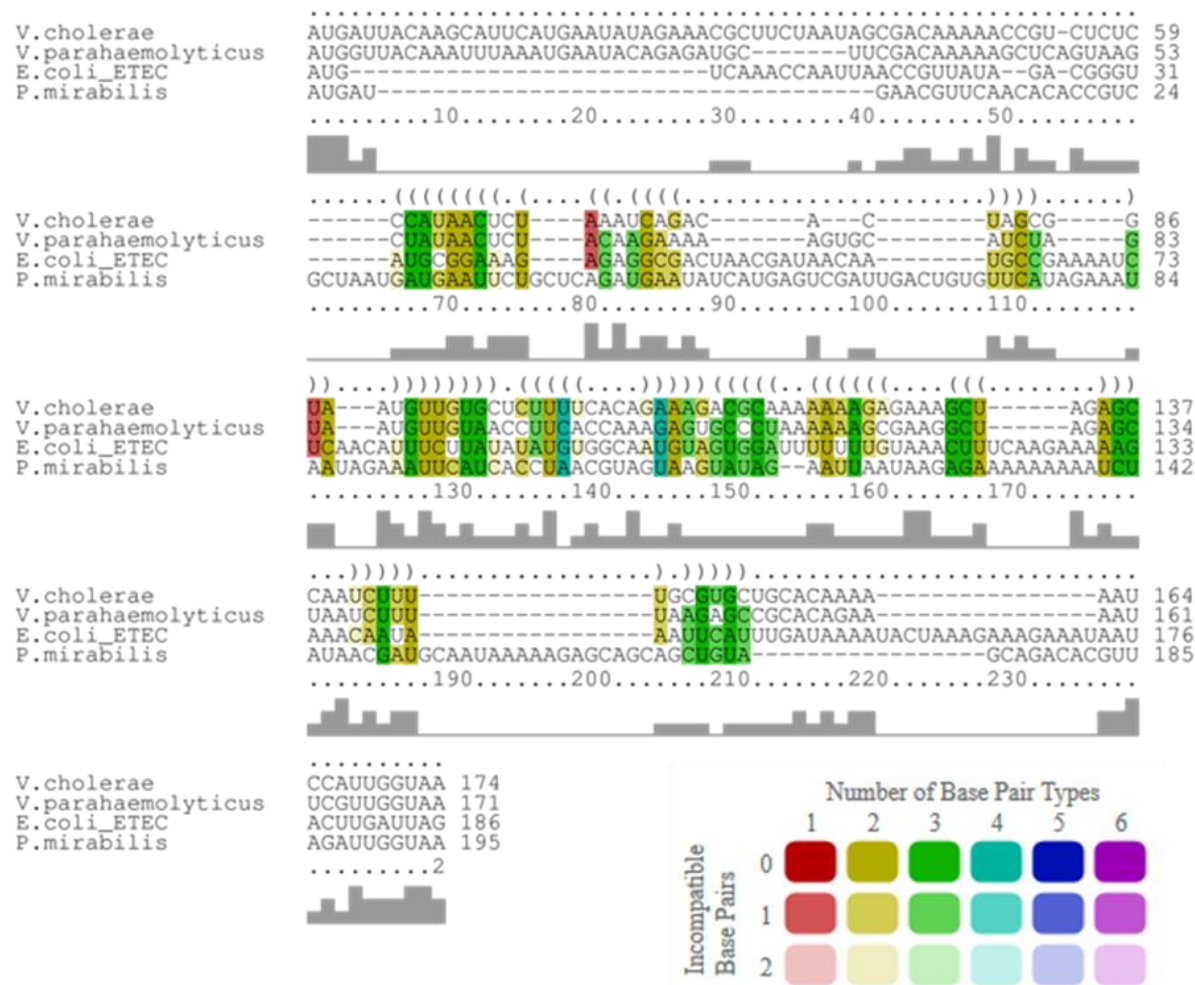 ............................................................
V.cholerae AUGAUUACAAGCAUUCAUGAAUAUAGAAACGCUUCUAAUAGCGACAAAAACCGU-CUCUC 59
V.parahaemolyticus AUGGUUACAAAUUUAAAUGAAUACAGAGAUGC-------UUCGACAAAAAGCUCAGUAAG 53
E.coli_ETEC AUG--------------------------UCAAACCAAUUAACCGUUAUA--GA-CGGGU 31
P.mirabilis AUGAU------------------------------------GAACGUUCAACACACCGUC 24
.........10........20........30........40........50..........
......((((((((.(....((.((((......................))))......)
V.cholerae ------CCAUAACUCU----AAAUCAGAC-------A---C--------UAGCG-----G 86
V.parahaemolyticus ------CUAUAACUCU----ACAAGAAAA-------AGUGC--------AUCUA-----G 83
E.coli_ETEC ------AUGCGGAAAG----AGAGGCGACUAACGAUAACAA--------UGCCGAAAAUC 73
P.mirabilis GCUAAUGAUGAAUUCUGCUCAGAUGAAUAUCAUGAGUCGAUUGACUGUGUUCAUAGAAAU 84
.........70........80........90........100.......110.........
))....)))))))).(((((....)))))(((((..((((((....(((........)))
V.cholerae UA---AUGUUGUGCUCUUUUCACAGAAAGACGCAAAAAAAGAGAAAGCU------AGAGC 137
V.parahaemolyticus UA---AUGUUGUAACCUUCACCAAAGAGUGCCUAAAAAAAGCGAAGGCU------AGAGC 134
E.coli_ETEC UCAACAUUUCCUAUAUAUGUGGCAAGUAGUGGAUUUUAUAUGUAAACUUUCAAGAAAAAG 133
P.mirabilis AAUAGAAAUUCAUCACCUAACGUAGUAAGUAUAG--AAUUAAUAAGAGAAAAAAAAAUCU 142
.........130.......140.......150.......160.......170.........
...))))).................).)))))............................
V.cholerae CAAUCUUU-----------------UGCGUGCUGCACAAAA----------------AAU 164
V.parahaemolyticus UAAUCUUU-----------------UAAGAGCCGCACAGAA----------------AAU 161
E.coli_ETEC AAACAAUA-----------------AAUUCAUUUGAUAAAAUACUAAAGAAAGAAAUAAU 176
P.mirabilis AUAACGAUGCAAUAAAAAGAGCAGCAGCUGUA-----------------GCAGACACGUU 185
.........190.......200.......210.......220.......230.........
..........
V.cholerae CCAUUGGUAA 174
V.parahaemolyticus UCGUUGGUAA 171
E.coli_ETEC ACUUGAUUAG 186
P.mirabilis AGAUUGGUAA 195
.........2
Number of Base Pair Types
1 2 3 4 5 6
Incompatible
Base Pairs
0
1
2